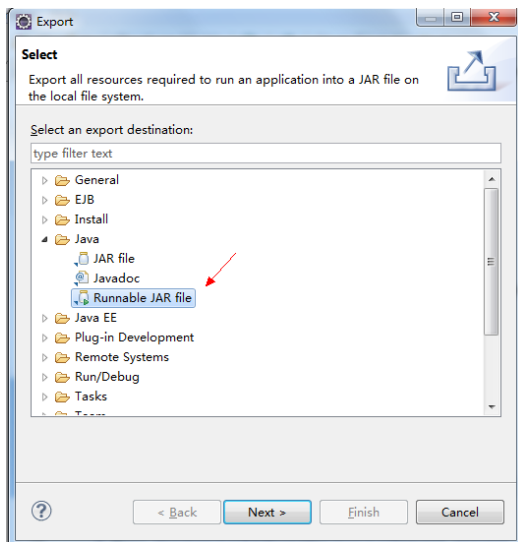 Export
Select
Export all resources required to run an application into a JAR file on
the local file system.
Select an export destination:
type filter text
General
EJB
Install
Java
JAR file
Javadoc
Runnable JAR file
Java EE
Plug-in Development
Remote Systems
Run/Debug
Tasks
Team
< Back
Next >
Finish
Cancel